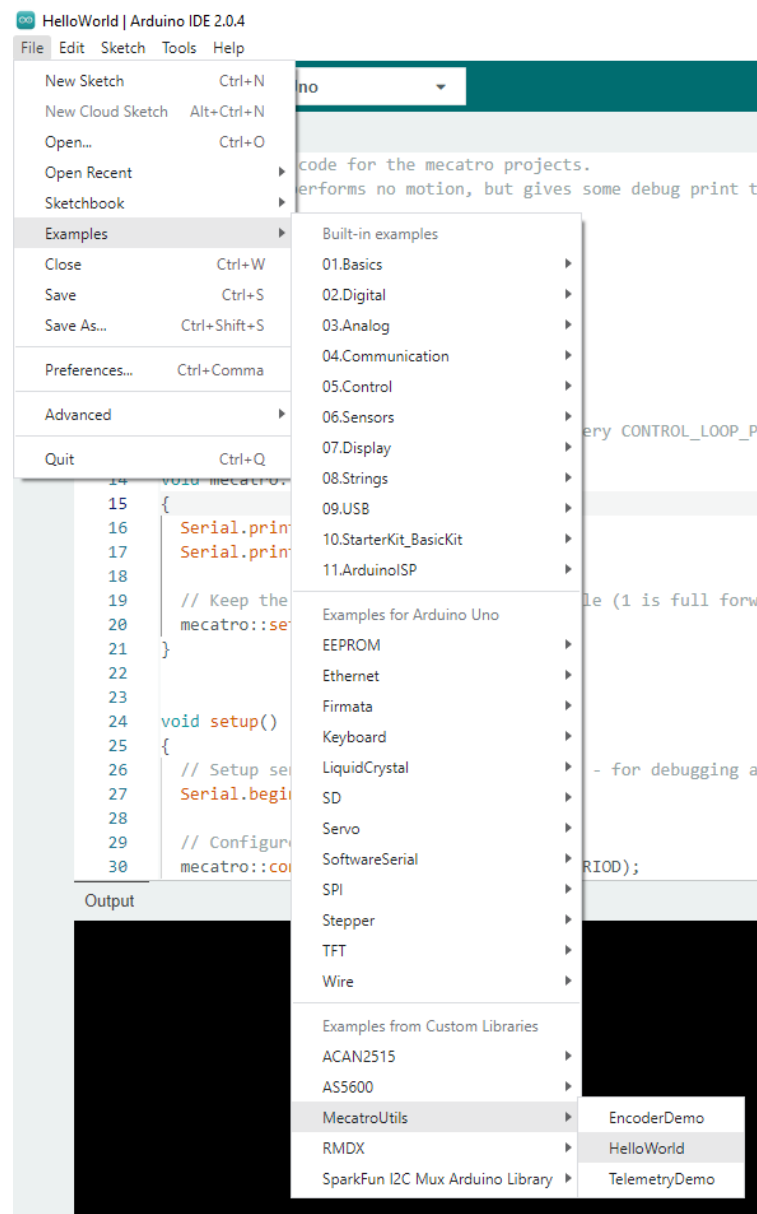 HelloWorld | Arduino IDE 2.0.4
File Edit Sketch Tools Help
New Sketch Ctrl+N
New Cloud Sketch Alt+Ctrl+N
Open... Ctrl+O
Open Recent
Sketchbook
Examples
Close Ctrl+W
Save Ctrl+S
Save As... Ctrl+Shift+S
Preferences... Ctrl+Comma
Advanced
Quit Ctrl+Q
Built-in examples
01.Basics
02.Digital
03.Analog
04.Communication
05.Control
06.Sensors
07.Display
08.Strings
09.USB
10.StarterKit_BasicKit
11.ArduinoISP
Examples for Arduino Uno
EEPROM
Ethernet
Firmata
Keyboard
LiquidCrystal
SD
Servo
SoftwareSerial
SPI
Stepper
TFT
Wire
Examples from Custom Libraries
ACAN2515
AS5600
MecatroUtils
RMDX
SparkFun I2C Mux Arduino Library
EncoderDemo
HelloWorld
TelemetryDemo
no
code for the mecatro projects.
erforms no motion, but gives some debug print t
ery CONTROL_LOOP_P
14 void mecatro:
15 {
16 Serial.prin
17 Serial.prin
18
19 // Keep the le (1 is full forw
20 mecatro::se
21 }
22
23
24 void setup()
25 {
26 // Setup se - for debugging a
27 Serial.begi
28
29 // Configur
30 mecatro::co RIOD);
Output